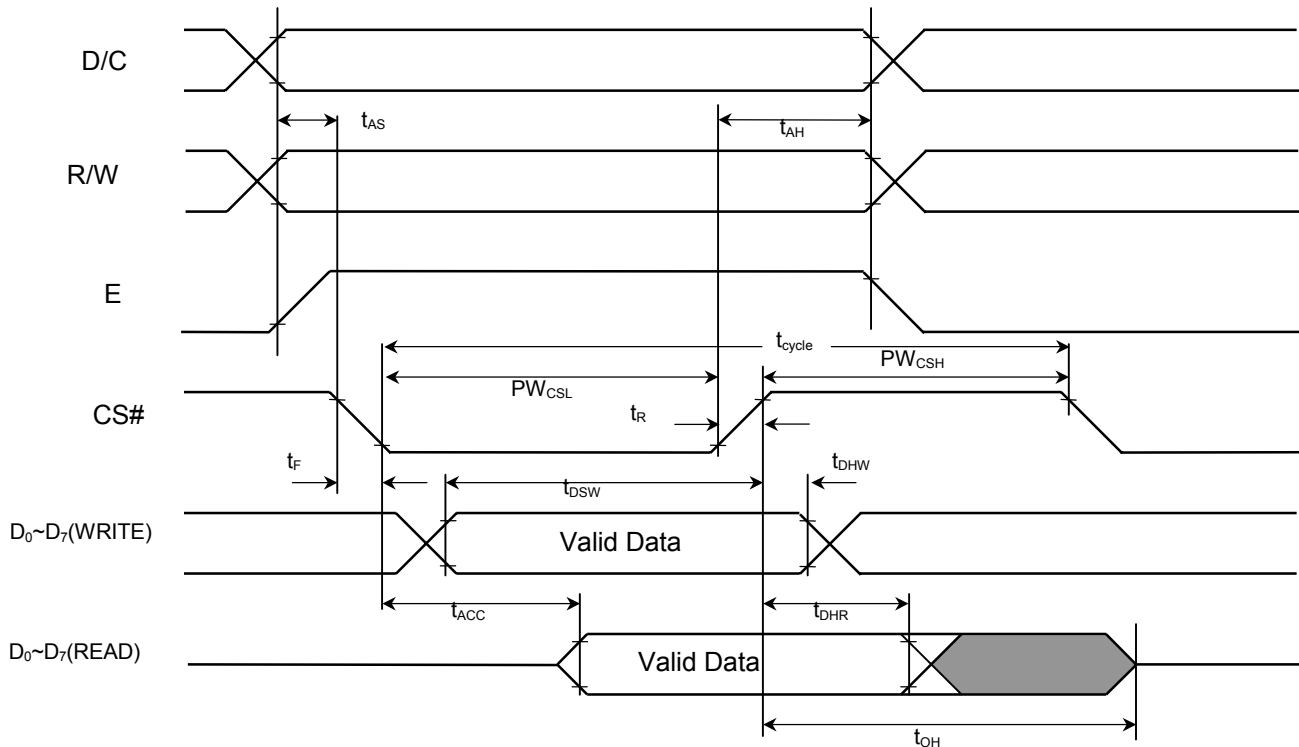 D/C
tAS
tAH
R/W
E
tcycle
PWCSH
PWCSL
CS#
tR
tF
tDHW
tDSW
D0~D7(WRITE)
Valid Data
tACC
tDHR
D0~D7(READ)
Valid Data
tOH